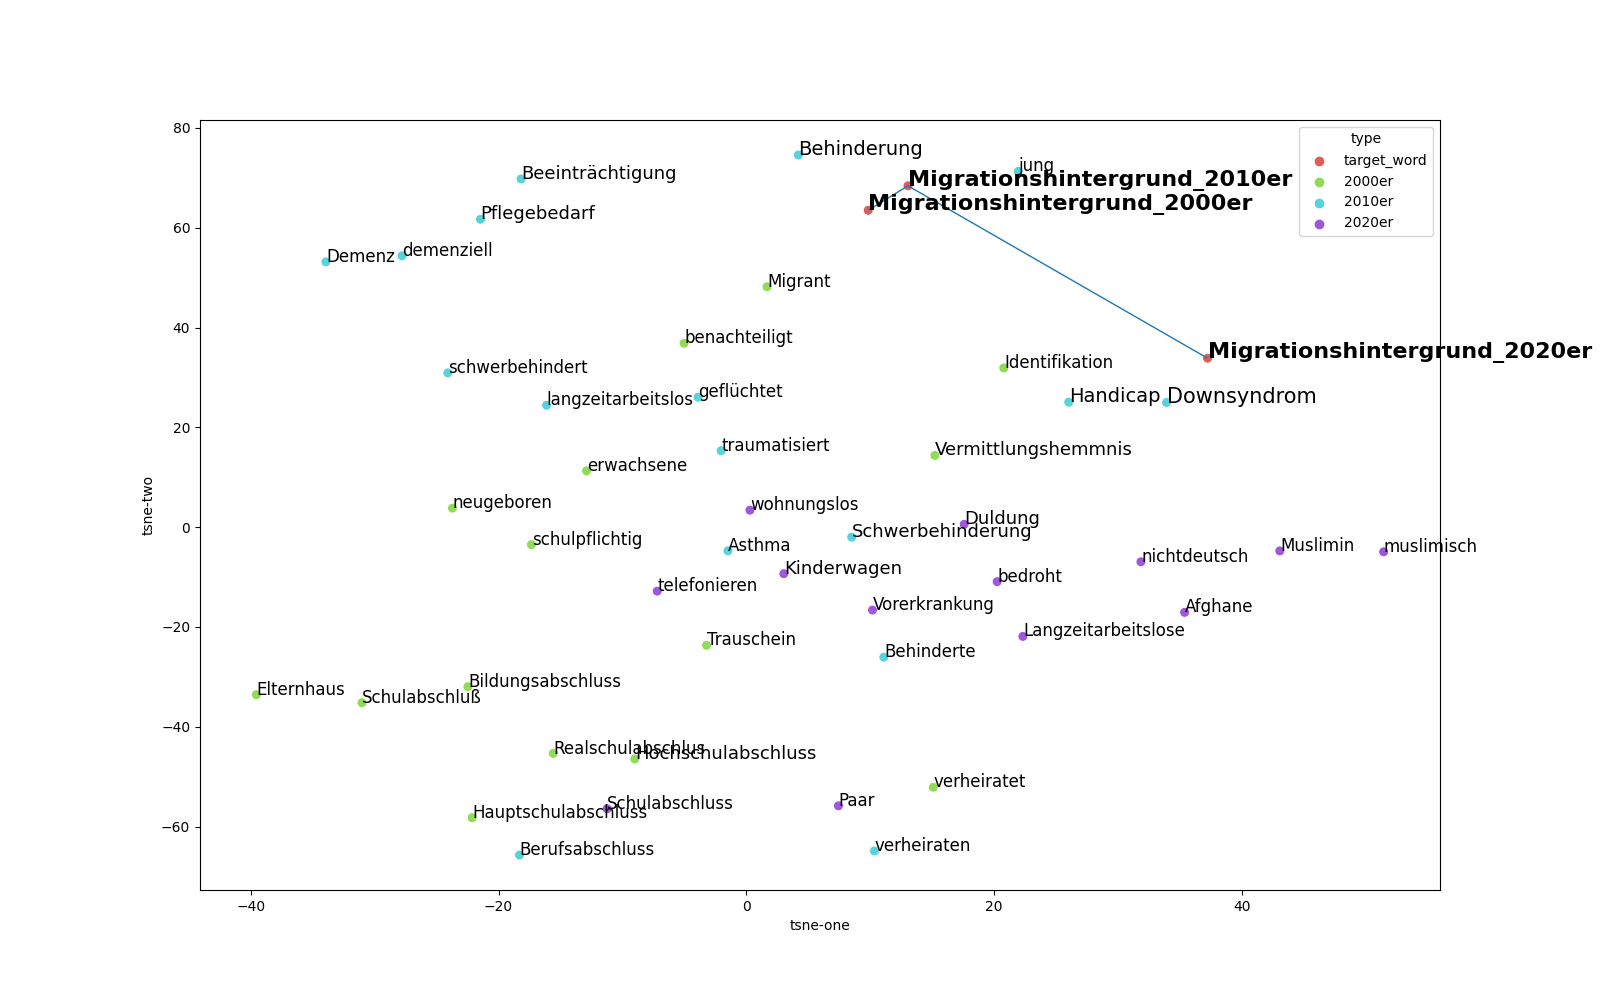 80
60
40
20
0
−20
−40
−60
−40
−20
0
20
40
tsne-one
tsne-two
type
target_word
2000er
2010er
2020er
Behinderung
jung
Beeinträchtigung
Migrationshintergrund_2010er
Migrationshintergrund_2000er
Pflegebedarf
demenziell
Demenz
Migrant
benachteiligt
Migrationshintergrund_2020er
Identifikation
schwerbehindert
geflüchtet
langzeitarbeitslos
Handicap
Downsyndrom
traumatisiert
Vermittlungshemmnis
erwachsene
neugeboren
wohnungslos
Duldung
Schwerbehinderung
schulpflichtig
Asthma
Muslimin
muslimisch
nichtdeutsch
Kinderwagen
bedroht
telefonieren
Vorerkrankung
Afghane
Langzeitarbeitslose
Trauschein
Behinderte
Bildungsabschluss
Elternhaus
Schulabschluß
Realschulabschlus
Hochschulabschluss
verheiratet
Schulabschluss
Paar
Hauptschulabschluss
Berufsabschluss
verheiraten